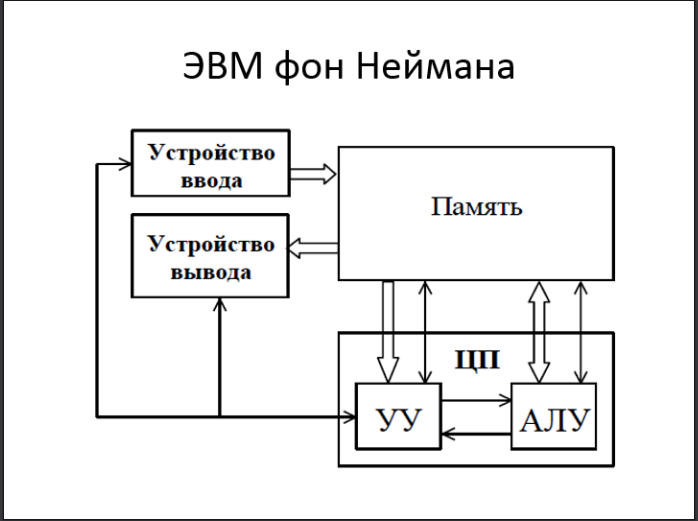 ЭВМ фон Неймана
Устройство
ввода
Память
Устройство
вывода
ЦП
УУ
АЛУ